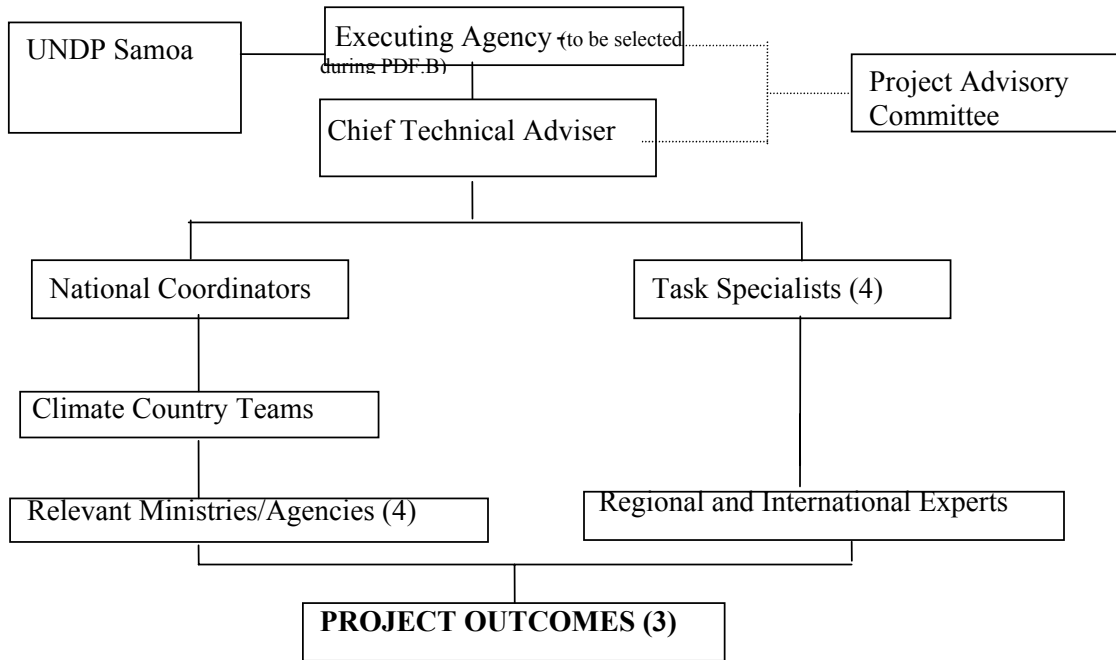 UNDP Samoa
Executing Agency -(to be selected
during PDF.B)
Project Advisory
Committee
Chief Technical Adviser
National Coordinators
Task Specialists (4)
Climate Country Teams
Relevant Ministries/Agencies (4)
Regional and International Experts
PROJECT OUTCOMES (3)